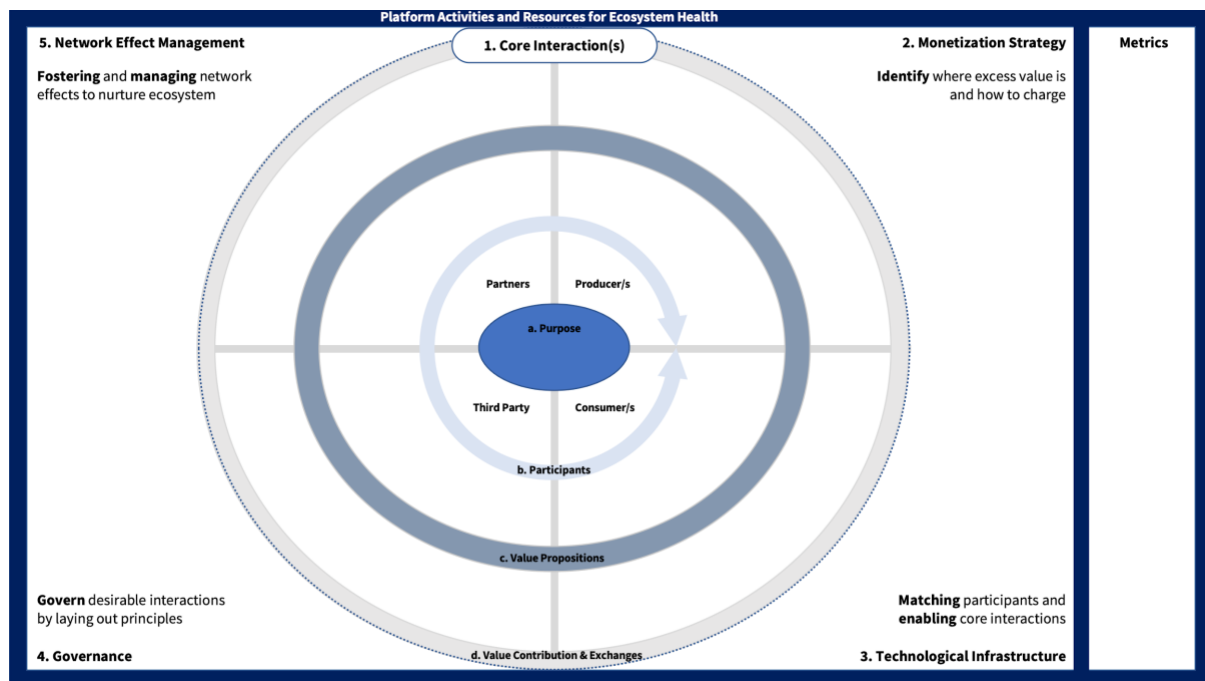 Platform Activities and Resources for Ecosystem Health
5. Network Effect Management
Fostering and managing network
effects to nurture ecosystem
1. Core Interaction(s)
2. Monetization Strategy
Identify where excess value is
and how to charge
Metrics
Partners
Producer/s
a. Purpose
Third Party
Consumer/s
b. Participants
c. Value Propositions
d. Value Contribution & Exchanges
Govern desirable interactions
by laying out principles
4. Governance
Matching participants and
enabling core interactions
3. Technological Infrastructure